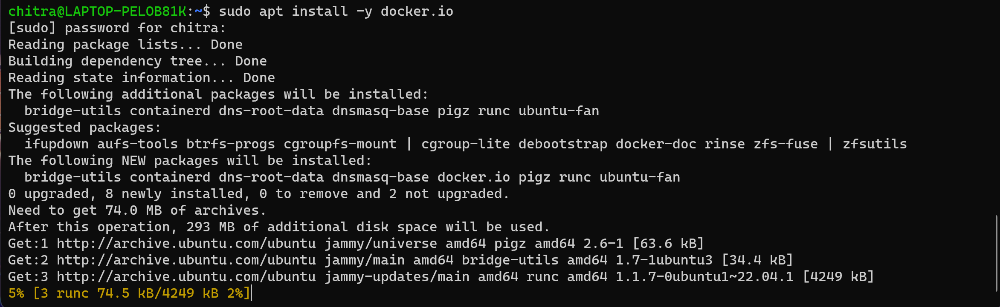 chitra@LAPTOP-PELOB81K:~$ sudo apt install -y docker.io
[sudo] password for chitra:
Reading package lists... Done
Building dependency tree... Done
Reading state information... Done
The following additional packages will be installed:
  bridge-utils containerd dns-root-data dnsmasq-base pigz runc ubuntu-fan
Suggested packages:
  ifupdown aufs-tools btrfs-progs cgroupfs-mount | cgroup-lite debootstrap docker-doc rinse zfs-fuse | zfsutils
The following NEW packages will be installed:
  bridge-utils containerd dns-root-data dnsmasq-base docker.io pigz runc ubuntu-fan
0 upgraded, 8 newly installed, 0 to remove and 2 not upgraded.
Need to get 74.0 MB of archives.
After this operation, 293 MB of additional disk space will be used.
Get:1 http://archive.ubuntu.com/ubuntu jammy/universe amd64 pigz amd64 2.6-1 [63.6 kB]
Get:2 http://archive.ubuntu.com/ubuntu jammy/main amd64 bridge-utils amd64 1.7-1ubuntu3 [34.4 kB]
Get:3 http://archive.ubuntu.com/ubuntu jammy-updates/main amd64 runc amd64 1.1.7-0ubuntu1~22.04.1 [4249 kB]
5% [3 runc 74.5 kB/4249 kB 2%]